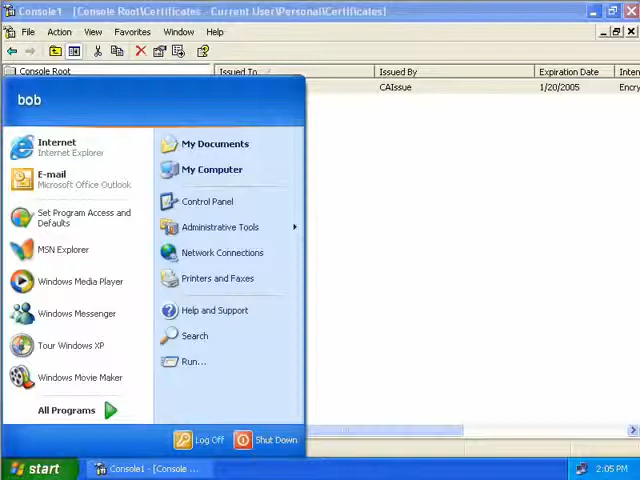 Console1 - [Console Root\Certificates - Current User\Personal\Certificates]
File Action View Favorites Window Help
Console Root
Issued To Issued By Expiration Date Inten
CAIssue 1/20/2005 Encry
bob
Internet
Internet Explorer
E-mail
Microsoft Office Outlook
Set Program Access and
Defaults
MSN Explorer
Windows Media Player
Windows Messenger
Tour Windows XP
Windows Movie Maker
All Programs
My Documents
My Computer
Control Panel
Administrative Tools
Network Connections
Printers and Faxes
Help and Support
Search
Run...
Log Off Shut Down
start Console1 - [Console ... 2:05 PM